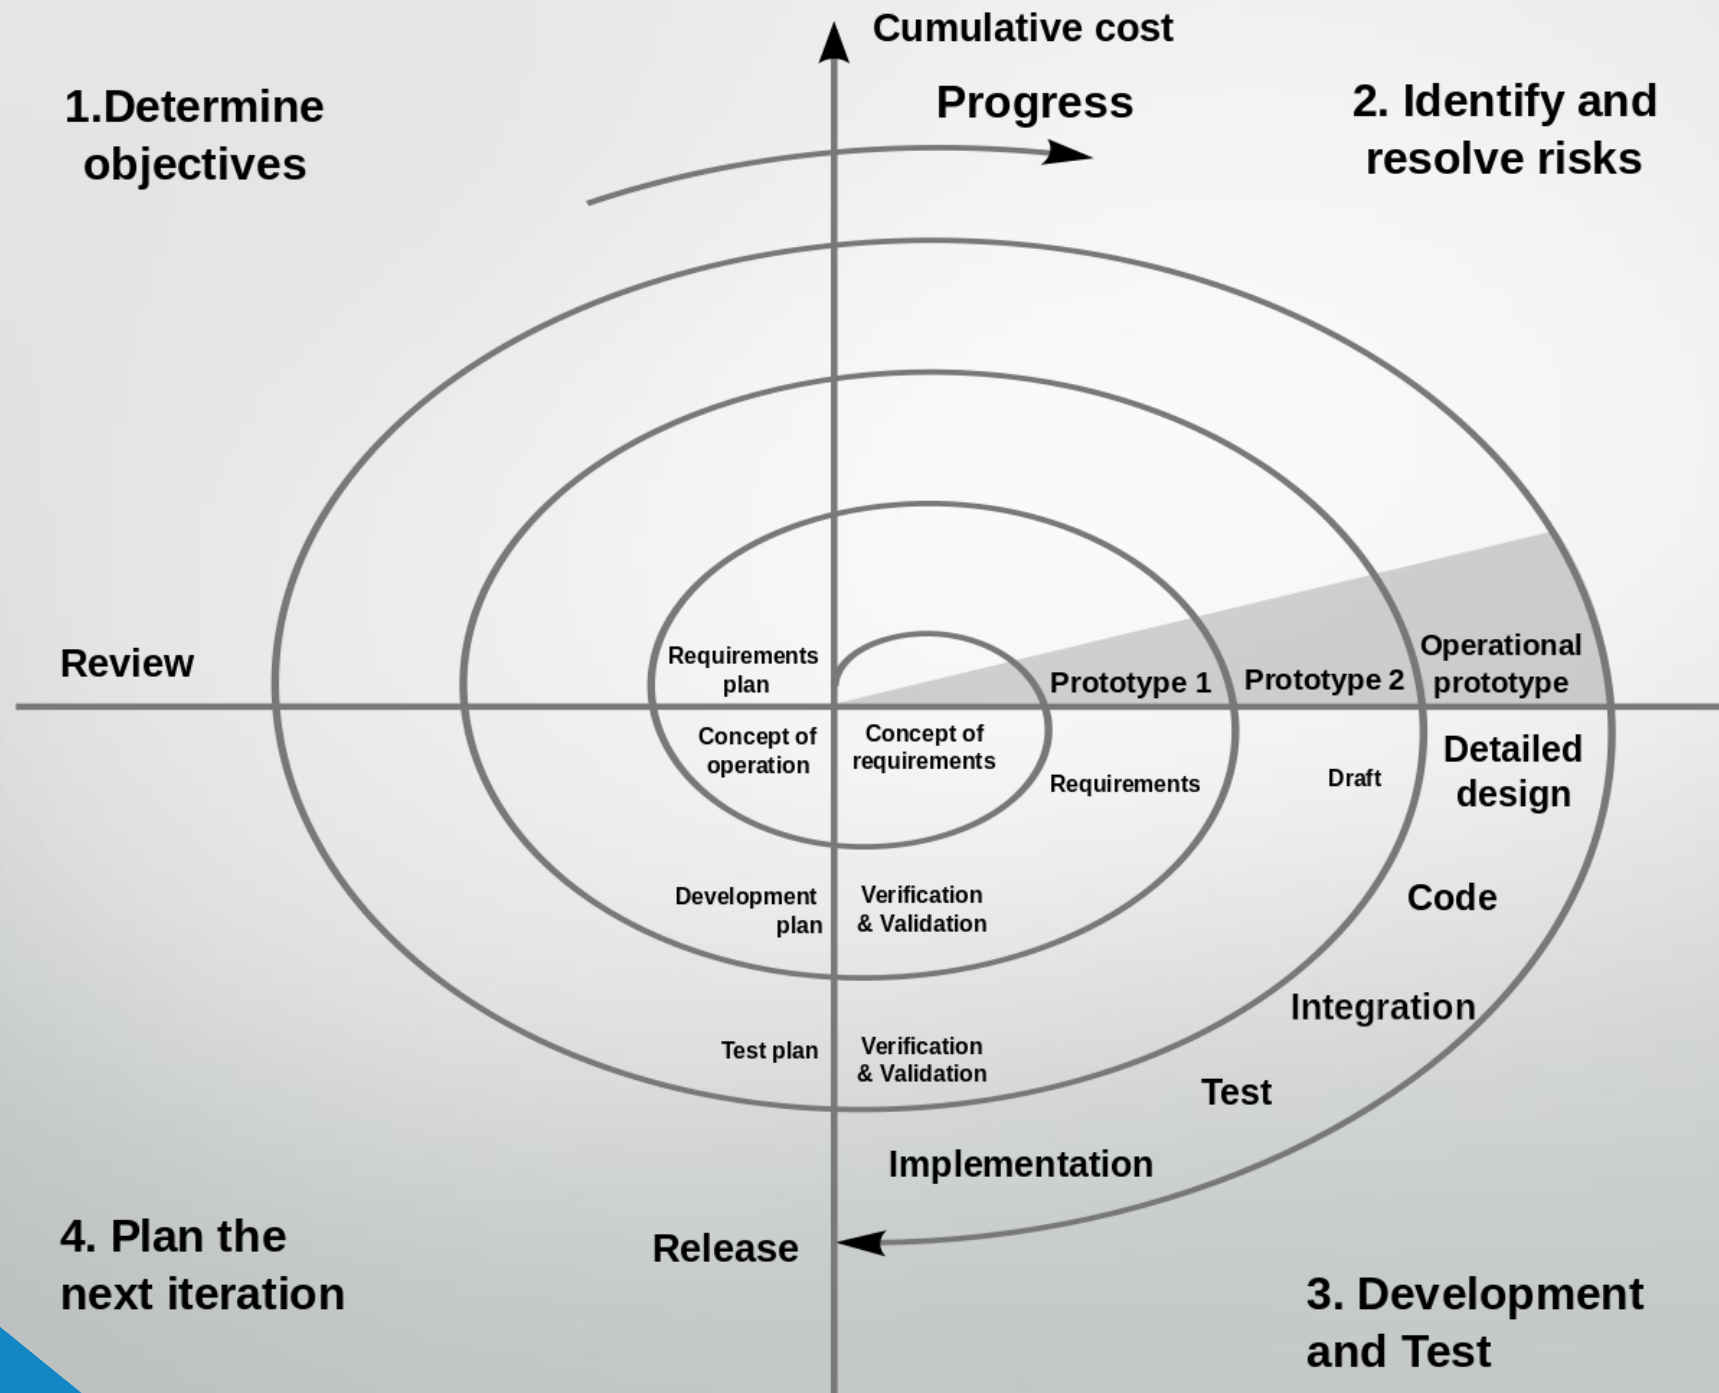 Cumulative cost
Progress
1.Determine
objectives
2. Identify and
resolve risks
Review
Requirements
plan
Prototype 1
Prototype 2
Operational
prototype
Concept of
operation
Concept of
requirements
Requirements
Draft
Detailed
design
Development
plan
Verification
& Validation
Code
Integration
Test plan
Verification
& Validation
Test
Implementation
Release
4. Plan the
next iteration
3. Development
and Test